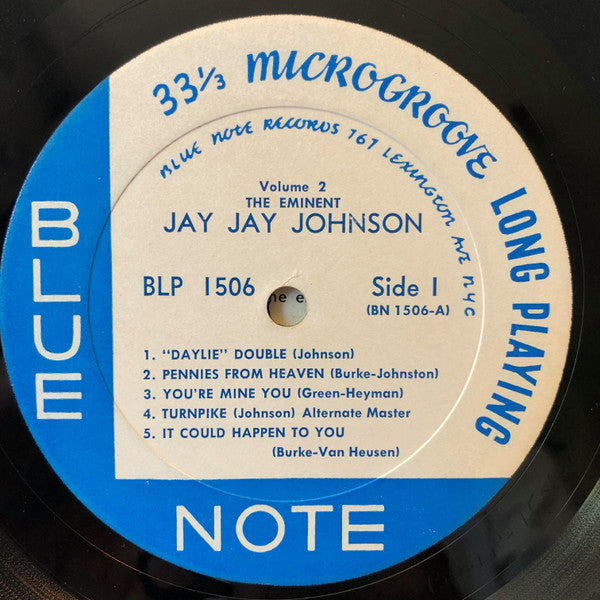 33⅓ MICROGROOVE LONG PLAYING
BLUE NOTE RECORDS 767 LEXINGTON AVE NYC
Volume 2
THE EMINENT
JAY JAY JOHNSON
BLP 1506
Side 1
(BN 1506-A)
he e
1. "DAYLIE" DOUBLE (Johnson)
2. PENNIES FROM HEAVEN (Burke-Johnston)
3. YOU'RE MINE YOU (Green-Heyman)
4. TURNPIKE (Johnson) Alternate Master
5. IT COULD HAPPEN TO YOU
(Burke-Van Heusen)
BLUE
NOTE